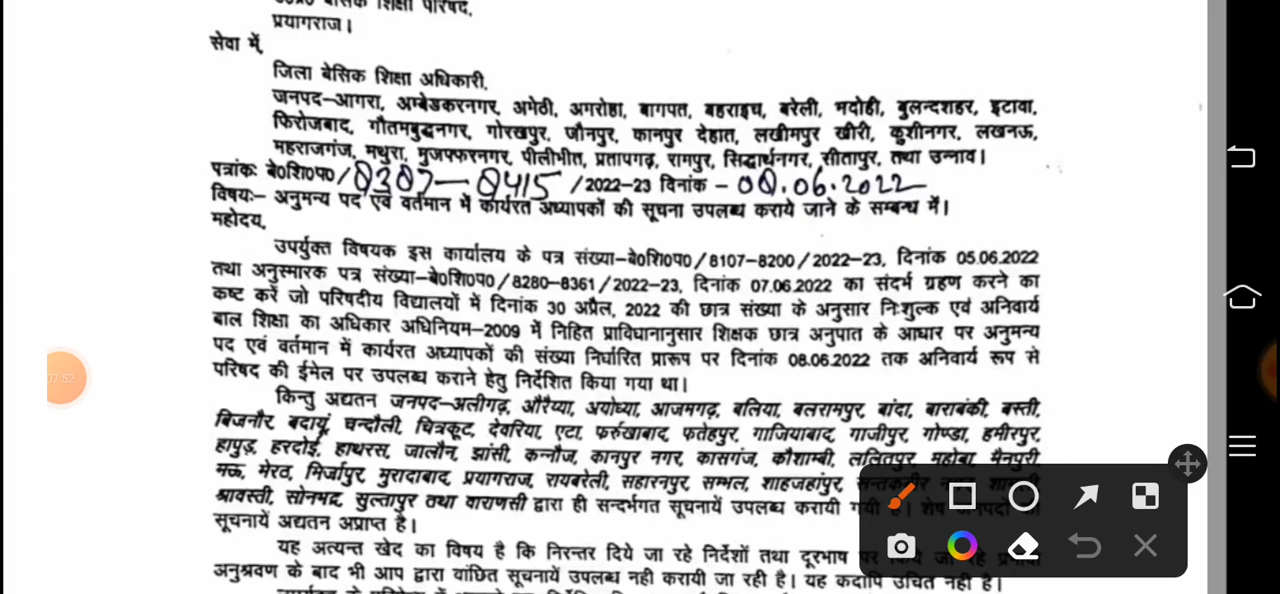 उ०प्र० बेसिक शिक्षा परिषद,
प्रयागराज।
सेवा में,
जिला बेसिक शिक्षा अधिकारी,
जनपद–आगरा, अम्बेडकरनगर, अमेठी, अमरोहा, बागपत, बहराइच, बरेली, भदोही, बुलन्दशहर, इटावा,
फिरोजबाद, गौतमबुद्धनगर, गोरखपुर, जौनपुर, कानपुर देहात, लखीमपुर खीरी, कुशीनगर, लखनऊ,
महराजगंज, मथुरा, मुजफ्फरनगर, पीलीभीत, प्रतापगढ़, रामपुर, सिद्धार्थनगर, सीतापुर, तथा उन्नाव।
पत्रांकः बे०शि०प० / /2022–23 दिनांक – .06.2022
विषयः– अनुमन्य पद एवं वर्तमान में कार्यरत अध्यापकों की सूचना उपलब्ध कराये जाने के सम्बन्ध में।
महोदय,
उपर्युक्त विषयक इस कार्यालय के पत्र संख्या–बे०शि०प० / 8107–8200 / 2022–23, दिनांक 05.06.2022
तथा अनुस्मारक पत्र संख्या–बे०शि०प० / 8280–8361 / 2022–23, दिनांक 07.06.2022 का संदर्भ ग्रहण करने का
कष्ट करें जो परिषदीय विद्यालयों में दिनांक 30 अप्रैल, 2022 की छात्र संख्या के अनुसार निःशुल्क एवं अनिवार्य
बाल शिक्षा का अधिकार अधिनियम–2009 में निहित प्राविधानानुसार शिक्षक छात्र अनुपात के आधार पर अनुमन्य
पद एवं वर्तमान में कार्यरत अध्यापकों की संख्या निर्धारित प्रारूप पर दिनांक 08.06.2022 तक अनिवार्य रूप से
परिषद की ईमेल पर उपलब्ध कराने हेतु निर्देशित किया गया था।
किन्तु अद्यतन जनपद–अलीगढ़, औरैय्या, अयोध्या, आजमगढ़, बलिया, बलरामपुर, बांदा, बाराबंकी, बस्ती,
बिजनौर, बदायूं, चन्दौली, चित्रकूट, देवरिया, एटा, फर्रुखाबाद, फतेहपुर, गाजियाबाद, गाजीपुर, गोण्डा, हमीरपुर,
हापुड़, हरदोई, हाथरस, जालौन, झांसी, कन्नौज, कानपुर नगर, कासगंज, कौशाम्बी, ललितपुर, महोबा, मैनपुरी,
मऊ, मेरठ, मिर्जापुर, मुरादाबाद, प्रयागराज, रायबरेली, सहारनपुर, सम्भल, शाहजहांपुर,
श्रावस्ती, सोनभद्र, सुल्तापुर तथा वाराणसी द्वारा ही सन्दर्भगत सूचनायें उपलब्ध करायी गयी है। शेष जनपदों
सूचनायें अद्यतन अप्राप्त है।
यह अत्यन्त खेद का विषय है कि निरन्तर दिये जा रहे निर्देशों तथा दूरभाष पर किये जा रहे
अनुश्रवण के बाद भी आप द्वारा वांछित सूचनायें उपलब्ध नही करायी जा रही है। यह कदापि उचित नही है।
07:52